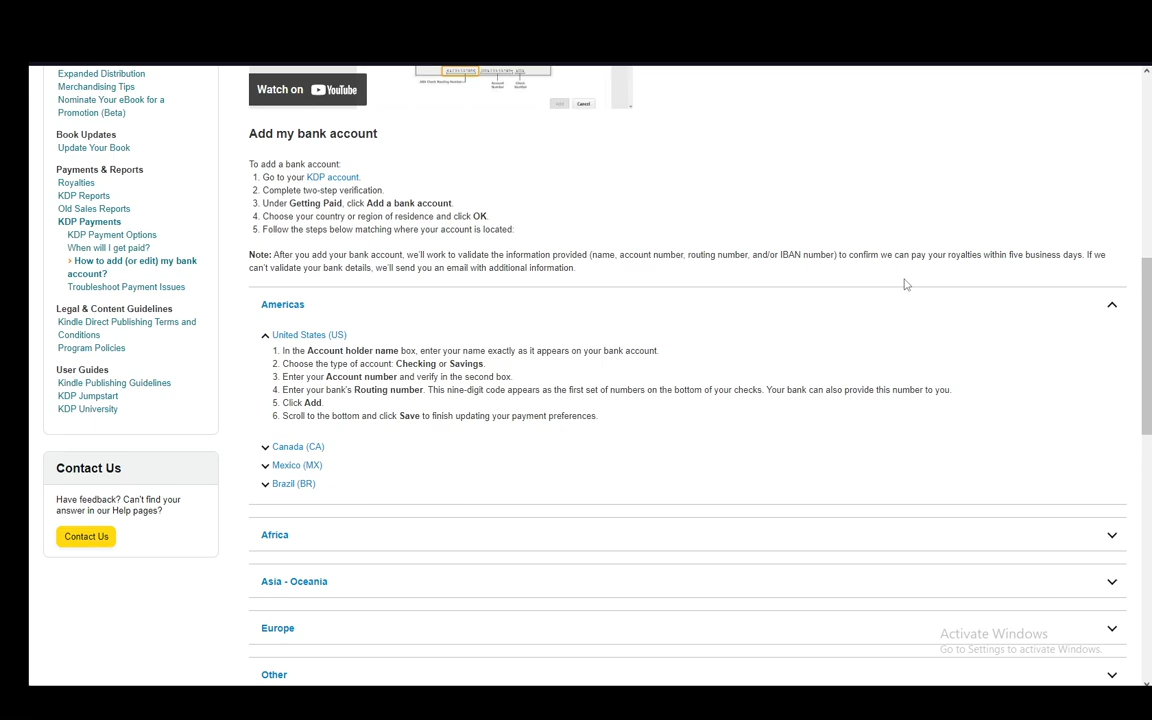 Expanded Distribution
Merchandising Tips
Nominate Your eBook for a
Promotion (Beta)
Book Updates
Update Your Book
Payments & Reports
Royalties
KDP Reports
Old Sales Reports
KDP Payments
KDP Payment Options
When will I get paid?
› How to add (or edit) my bank
account?
Troubleshoot Payment Issues
Legal & Content Guidelines
Kindle Direct Publishing Terms and
Conditions
Program Policies
User Guides
Kindle Publishing Guidelines
KDP Jumpstart
KDP University
Contact Us
Have feedback? Can't find your
answer in our Help pages?
Contact Us
Watch on YouTube
Account
Number
Check
Number
Cancel
Add my bank account
To add a bank account:
1. Go to your KDP account.
2. Complete two-step verification.
3. Under Getting Paid, click Add a bank account.
4. Choose your country or region of residence and click OK.
5. Follow the steps below matching where your account is located:
Note: After you add your bank account, we'll work to validate the information provided (name, account number, routing number, and/or IBAN number) to confirm we can pay your royalties within five business days. If we
can't validate your bank details, we'll send you an email with additional information.
Americas
United States (US)
1. In the Account holder name box, enter your name exactly as it appears on your bank account.
2. Choose the type of account: Checking or Savings.
3. Enter your Account number and verify in the second box.
4. Enter your bank's Routing number. This nine-digit code appears as the first set of numbers on the bottom of your checks. Your bank can also provide this number to you.
5. Click Add.
6. Scroll to the bottom and click Save to finish updating your payment preferences.
Canada (CA)
Mexico (MX)
Brazil (BR)
Africa
Asia - Oceania
Europe
Other
Activate Windows
Go to Settings to activate Windows.